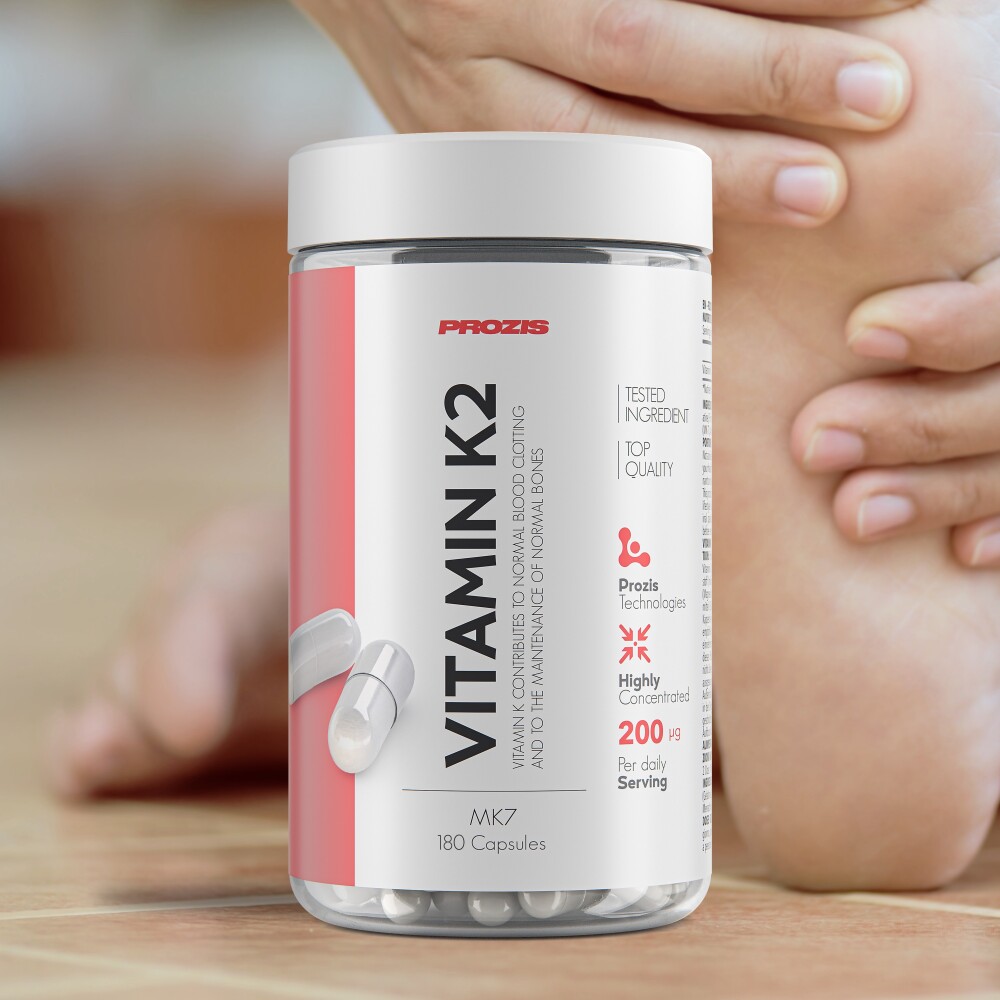 PROZIS
VITAMIN K2
VITAMIN K CONTRIBUTES TO NORMAL BLOOD CLOTTING
AND TO THE MAINTENANCE OF NORMAL BONES
MK7
180 Capsules
TESTED
INGREDIENT
TOP
QUALITY
Prozis
Technologies
Highly
Concentrated
200 µg
Per daily
Serving